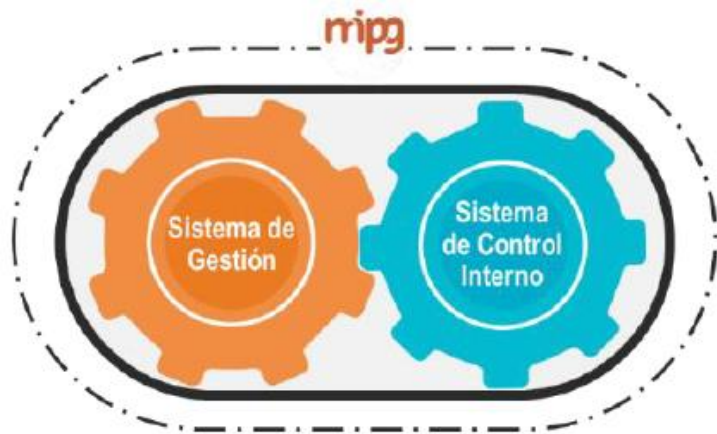 mipg
Sistema de
Gestión
Sistema
de Control
Interno